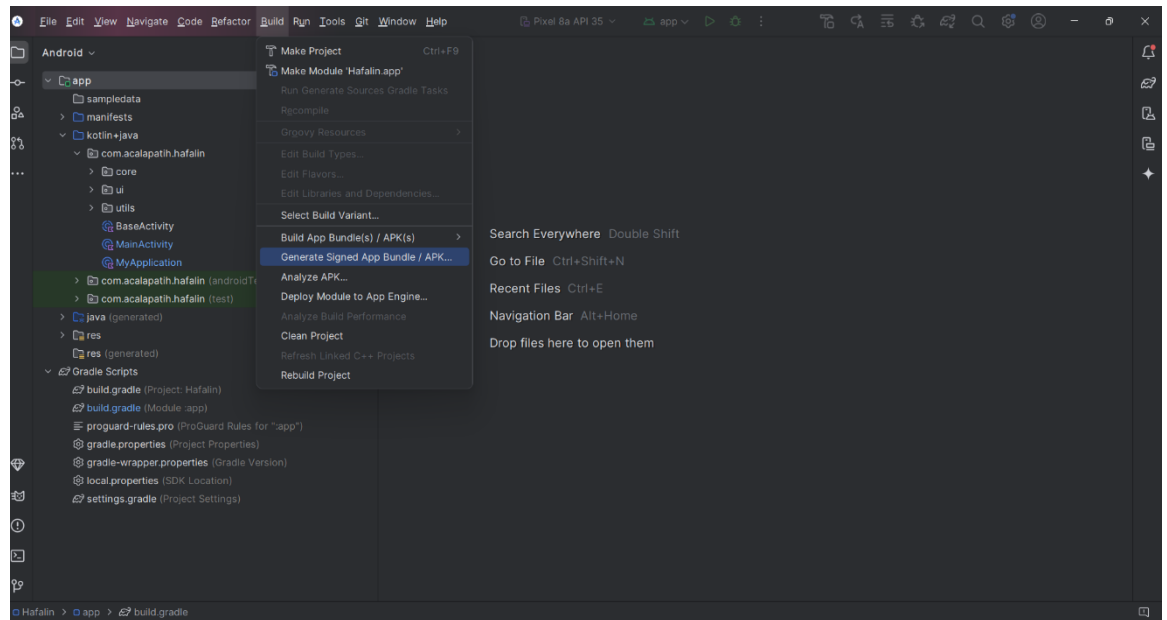 File Edit View Navigate Code Refactor Build Run Tools Git Window Help
Pixel 8a API 35
app
Android
app
sampledata
manifests
kotlin+java
com.acalapatih.hafalin
core
ui
utils
BaseActivity
MainActivity
MyApplication
com.acalapatih.hafalin (androidTe
com.acalapatih.hafalin (test)
java (generated)
res
res (generated)
Gradle Scripts
build.gradle (Project: Hafalin)
build.gradle (Module :app)
proguard-rules.pro (ProGuard Rules for ":app")
gradle.properties (Project Properties)
gradle-wrapper.properties (Gradle Version)
local.properties (SDK Location)
settings.gradle (Project Settings)
Make Project Ctrl+F9
Make Module 'Hafalin.app'
Run Generate Sources Gradle Tasks
Recompile
Groovy Resources
Edit Build Types...
Edit Flavors...
Edit Libraries and Dependencies...
Select Build Variant...
Build App Bundle(s) / APK(s)
Generate Signed App Bundle / APK...
Analyze APK...
Deploy Module to App Engine...
Analyze Build Performance
Clean Project
Refresh Linked C++ Projects
Rebuild Project
Search Everywhere Double Shift
Go to File Ctrl+Shift+N
Recent Files Ctrl+E
Navigation Bar Alt+Home
Drop files here to open them
Hafalin > app > build.gradle